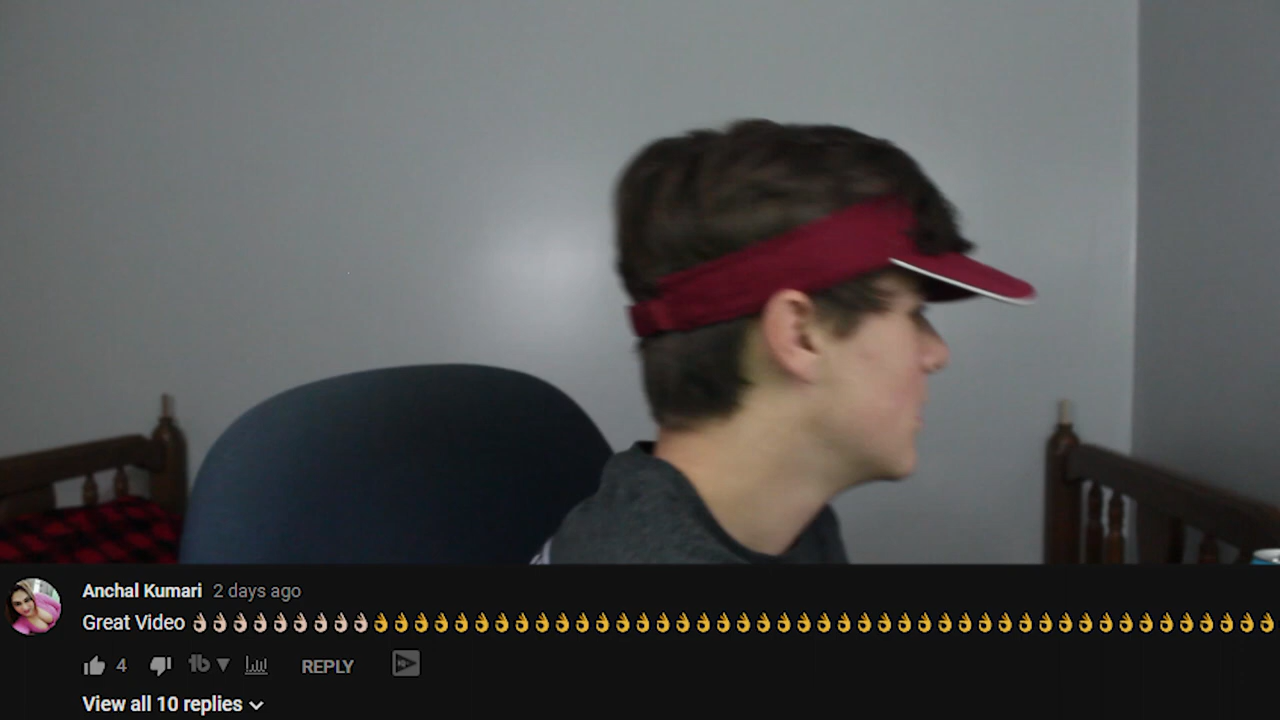 Anchal Kumari 2 days ago
Great Video 👌🏻👌🏻👌🏻👌🏻👌🏻👌🏻👌🏻👌🏻👌🏻👌👌👌👌👌👌👌👌👌👌👌👌👌👌👌👌👌👌👌👌👌👌👌👌👌👌👌👌👌👌👌👌👌👌👌👌👌👌👌👌👌👌👌👌👌
4 REPLY
View all 10 replies